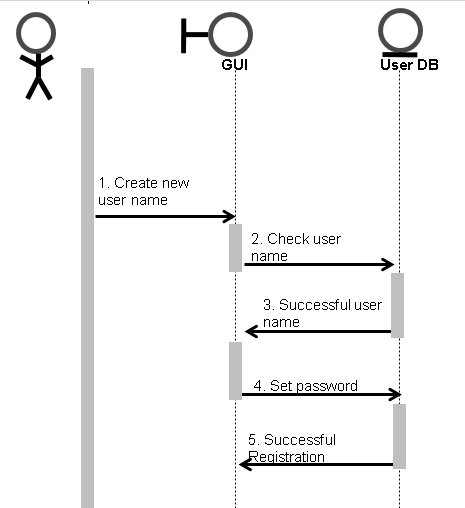 GUI
User DB
1. Create new
user name
2. Check user
name
3. Successful user
name
4. Set password
5. Successful
Registration